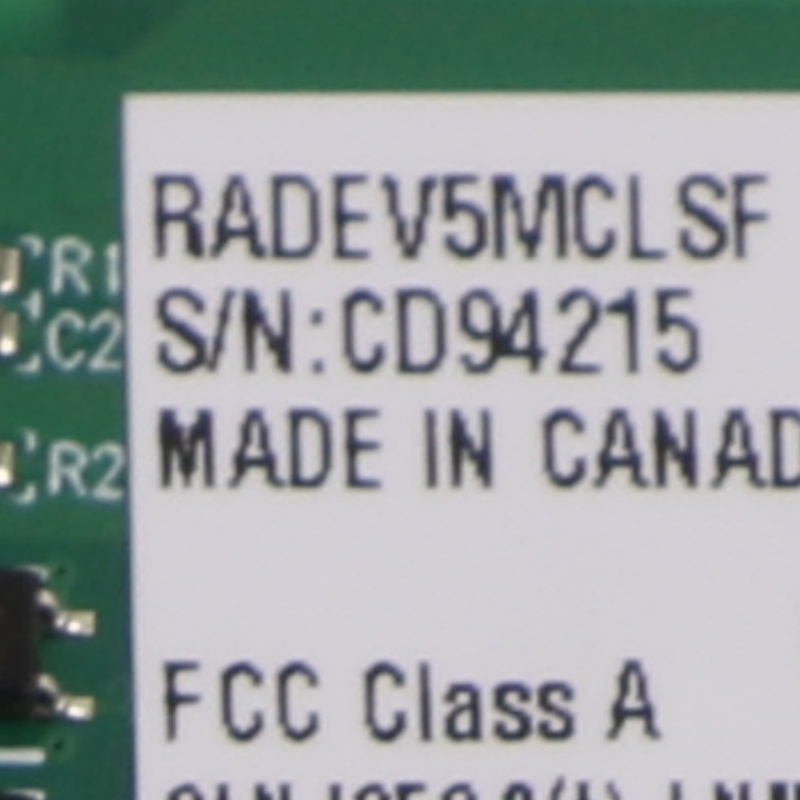 RADEV5MCLSF
S/N:CD94215
MADE IN CANAD
FCC Class A
R1
C2
R2